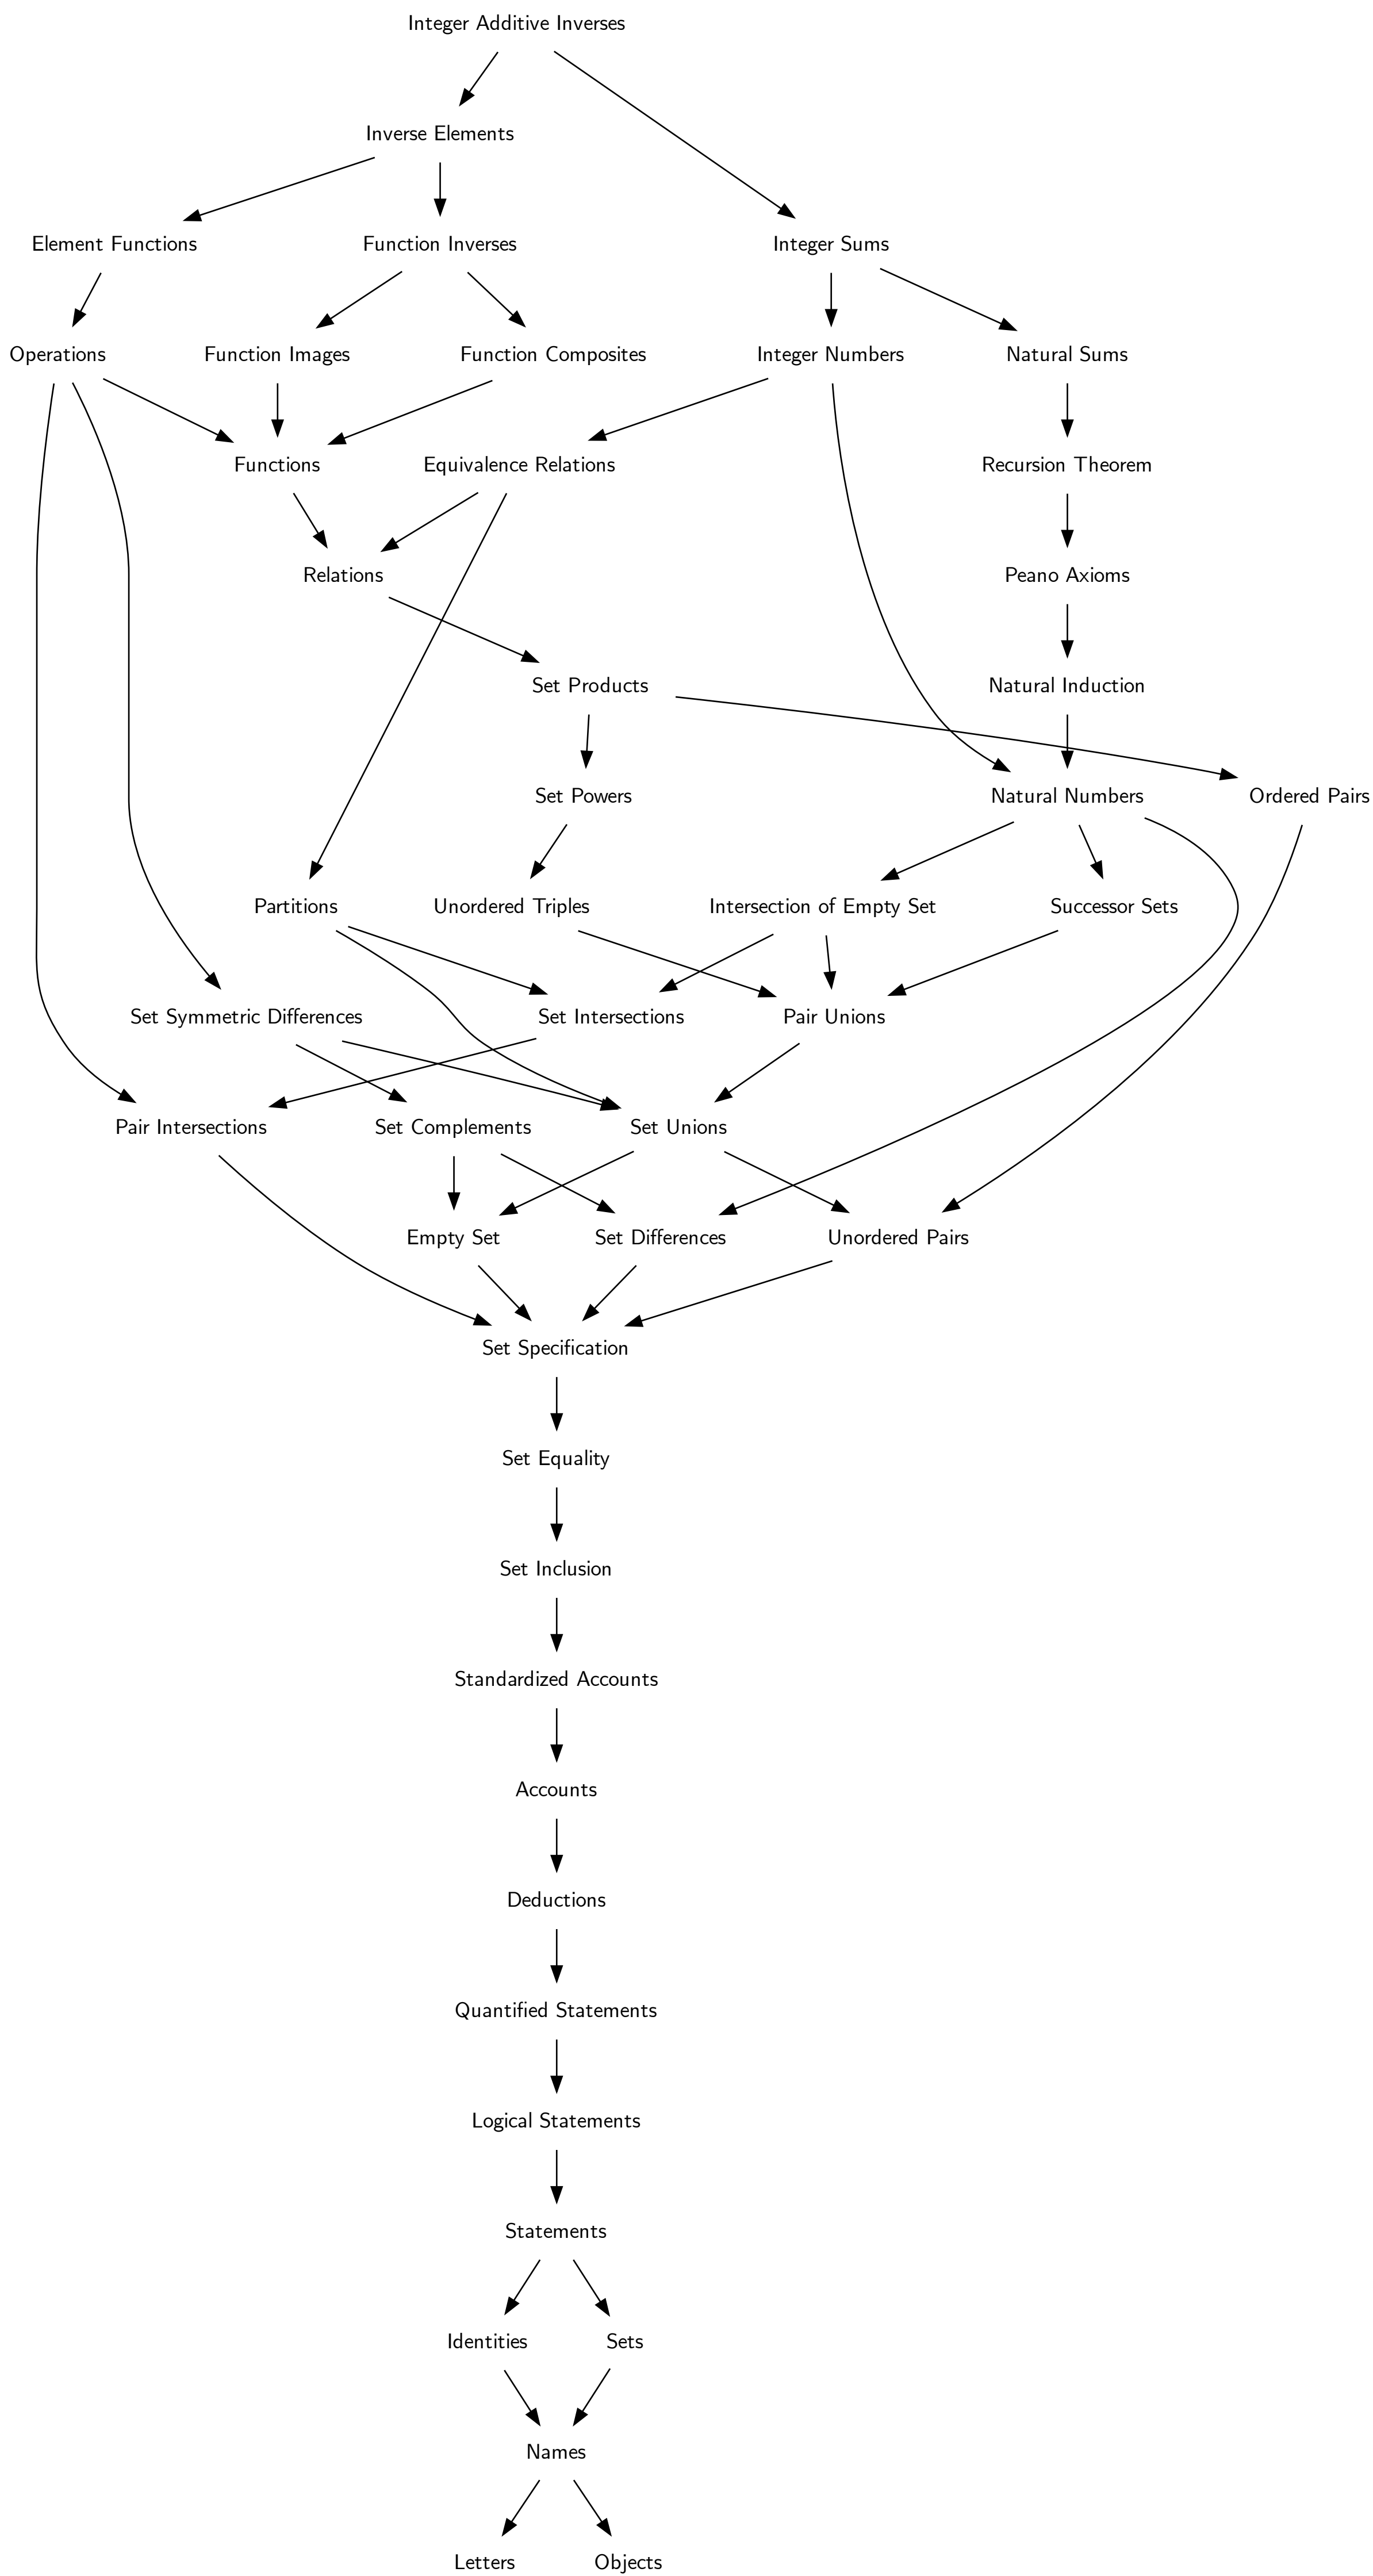 Integer Additive Inverses
Inverse Elements
Element Functions
Function Inverses
Integer Sums
Operations
Function Images
Function Composites
Integer Numbers
Natural Sums
Functions
Equivalence Relations
Recursion Theorem
Relations
Peano Axioms
Set Products
Natural Induction
Set Powers
Natural Numbers
Ordered Pairs
Partitions
Unordered Triples
Intersection of Empty Set
Successor Sets
Set Symmetric Differences
Set Intersections
Pair Unions
Pair Intersections
Set Complements
Set Unions
Empty Set
Set Differences
Unordered Pairs
Set Specification
Set Equality
Set Inclusion
Standardized Accounts
Accounts
Deductions
Quantified Statements
Logical Statements
Statements
Identities
Sets
Names
Letters
Objects